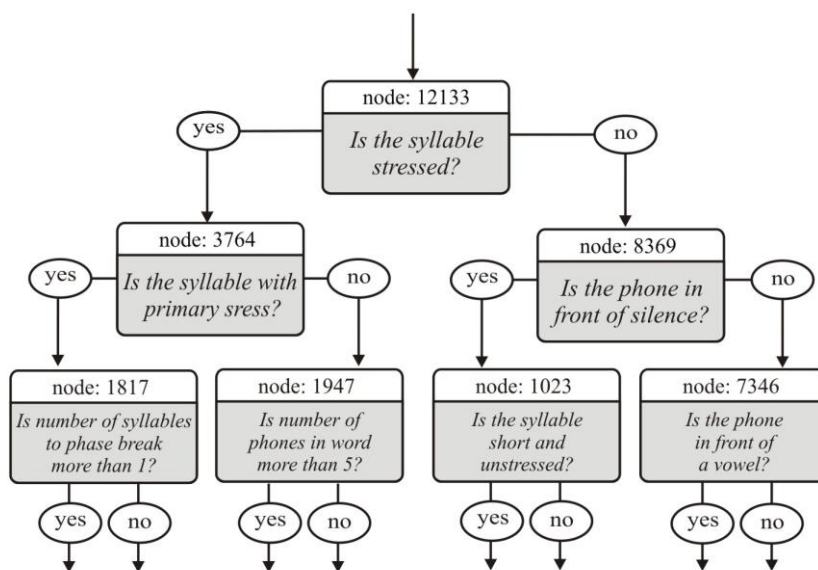 node: 12133
Is the syllable
stressed?
yes
no
node: 3764
Is the syllable with
primary sress?
node: 8369
Is the phone in
front of silence?
yes
no
yes
no
node: 1817
Is number of syllables
to phase break
more than 1?
node: 1947
Is number of
phones in word
more than 5?
node: 1023
Is the syllable
short and
unstressed?
node: 7346
Is the phone
in front of
a vowel?
yes
no
yes
no
yes
no
yes
no